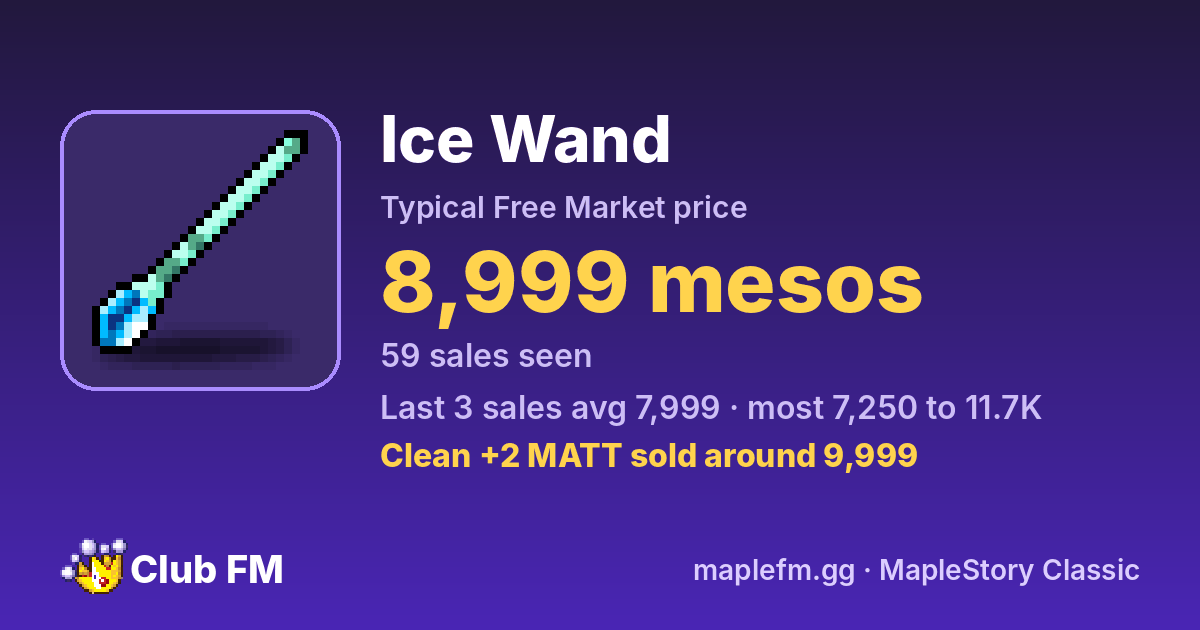 Ice Wand
Typical Free Market price
8,999 mesos
59 sales seen
Last 3 sales avg 7,999 · most 7,250 to 11.7K
Clean +2 MATT sold around 9,999
Club FM
maplefm.gg · MapleStory Classic